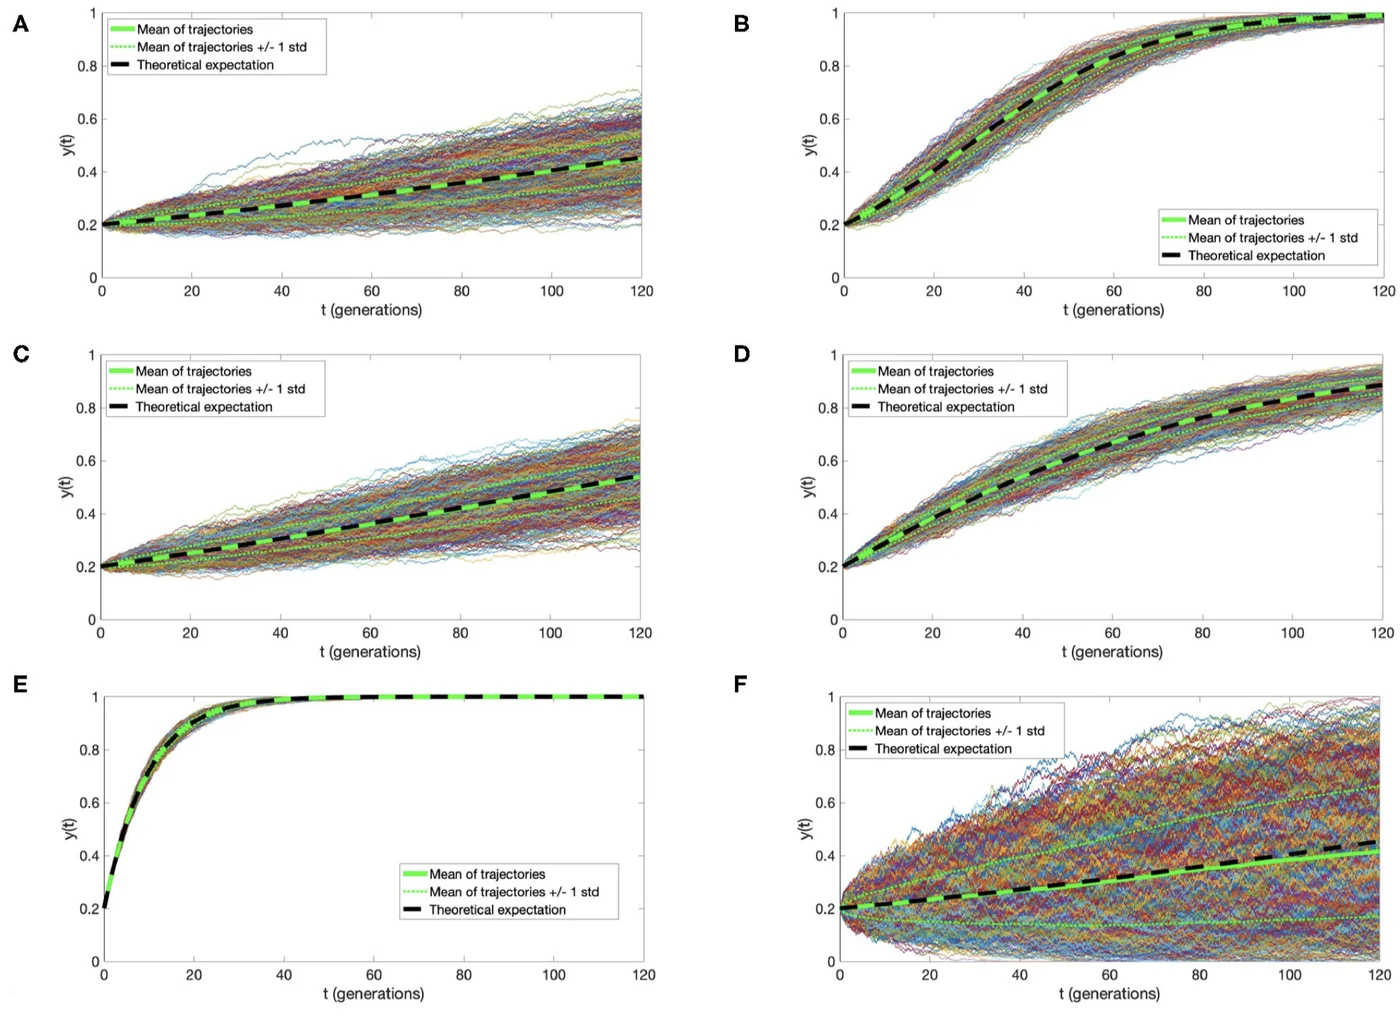 A
1
0.8
0.6
0.4
0.2
0
y(t)
Mean of trajectories
Mean of trajectories +/- 1 std
Theoretical expectation
0 20 40 60 80 100 120
t (generations)
B
1
0.8
0.6
0.4
0.2
0
y(t)
Mean of trajectories
Mean of trajectories +/- 1 std
Theoretical expectation
0 20 40 60 80 100 120
t (generations)
C
1
0.8
0.6
0.4
0.2
0
y(t)
Mean of trajectories
Mean of trajectories +/- 1 std
Theoretical expectation
0 20 40 60 80 100 120
t (generations)
D
1
0.8
0.6
0.4
0.2
0
y(t)
Mean of trajectories
Mean of trajectories +/- 1 std
Theoretical expectation
0 20 40 60 80 100 120
t (generations)
E
1
0.8
0.6
0.4
0.2
0
y(t)
Mean of trajectories
Mean of trajectories +/- 1 std
Theoretical expectation
0 20 40 60 80 100 120
t (generations)
F
1
0.8
0.6
0.4
0.2
0
y(t)
Mean of trajectories
Mean of trajectories +/- 1 std
Theoretical expectation
0 20 40 60 80 100 120
t (generations)